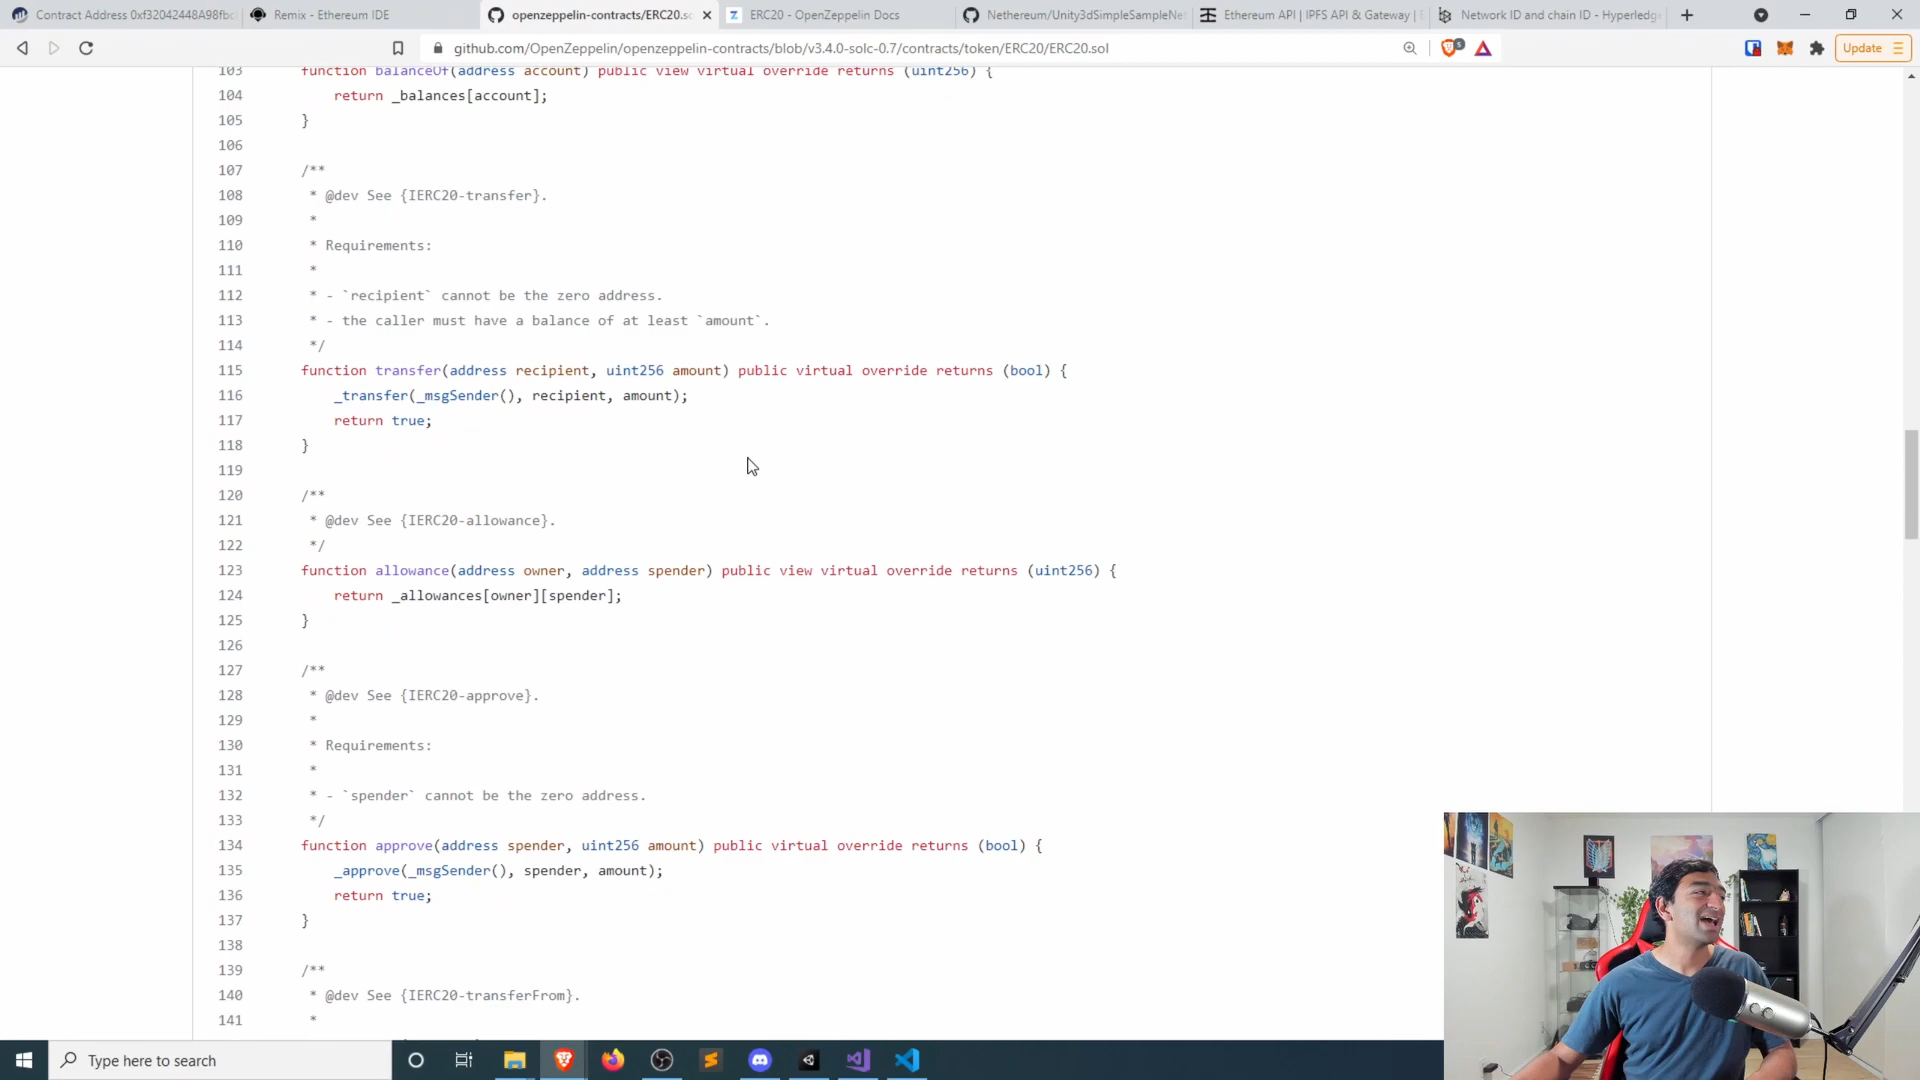 Contract Address 0xf32042448A98fbc
Remix - Ethereum IDE
openzeppelin-contracts/ERC20.so
ERC20 - OpenZeppelin Docs
Nethereum/Unity3dSimpleSampleNet
Ethereum API | IPFS API & Gateway |
Network ID and chain ID - Hyperledge
github.com/OpenZeppelin/openzeppelin-contracts/blob/v3.4.0-solc-0.7/contracts/token/ERC20/ERC20.sol
5
Update
103 function balanceOf(address account) public view virtual override returns (uint256) {
104 return _balances[account];
105 }
106
107 /**
108 * @dev See {IERC20-transfer}.
109 *
110 * Requirements:
111 *
112 * - `recipient` cannot be the zero address.
113 * - the caller must have a balance of at least `amount`.
114 */
115 function transfer(address recipient, uint256 amount) public virtual override returns (bool) {
116 _transfer(_msgSender(), recipient, amount);
117 return true;
118 }
119
120 /**
121 * @dev See {IERC20-allowance}.
122 */
123 function allowance(address owner, address spender) public view virtual override returns (uint256) {
124 return _allowances[owner][spender];
125 }
126
127 /**
128 * @dev See {IERC20-approve}.
129 *
130 * Requirements:
131 *
132 * - `spender` cannot be the zero address.
133 */
134 function approve(address spender, uint256 amount) public virtual override returns (bool) {
135 _approve(_msgSender(), spender, amount);
136 return true;
137 }
138
139 /**
140 * @dev See {IERC20-transferFrom}.
141 *
Type here to search